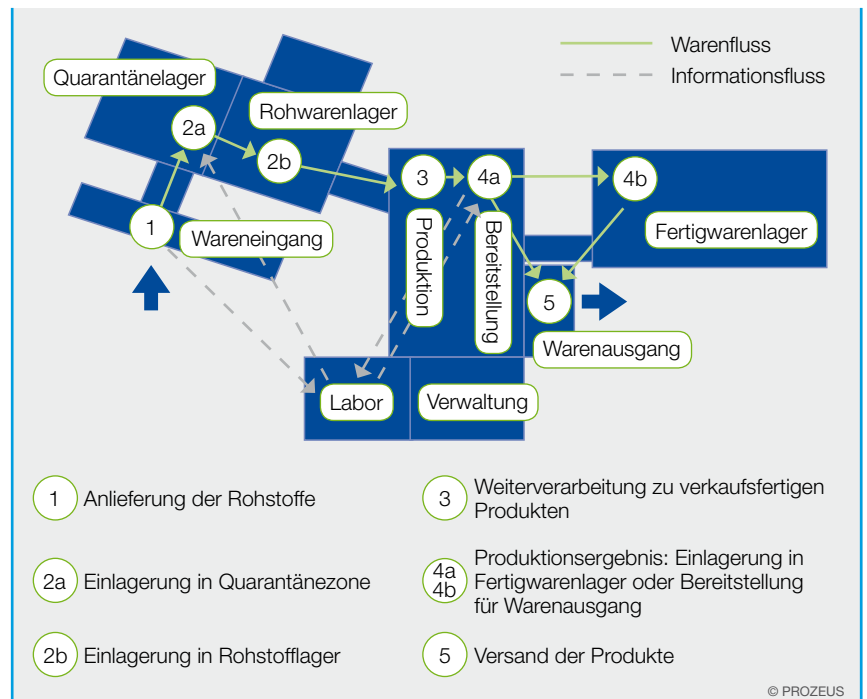 Warenfluss
Informationsfluss
Quarantänelager
Rohwarenlager
2a
2b
3
4a
4b
1
Wareneingang
Produktion
Bereitstellung
Fertigwarenlager
5
Warenausgang
Labor
Verwaltung
1 Anlieferung der Rohstoffe
2a Einlagerung in Quarantänezone
2b Einlagerung in Rohstofflager
3 Weiterverarbeitung zu verkaufsfertigen
Produkten
4a
4b
Produktionsergebnis: Einlagerung in
Fertigwarenlager oder Bereitstellung
für Warenausgang
5 Versand der Produkte
© PROZEUS